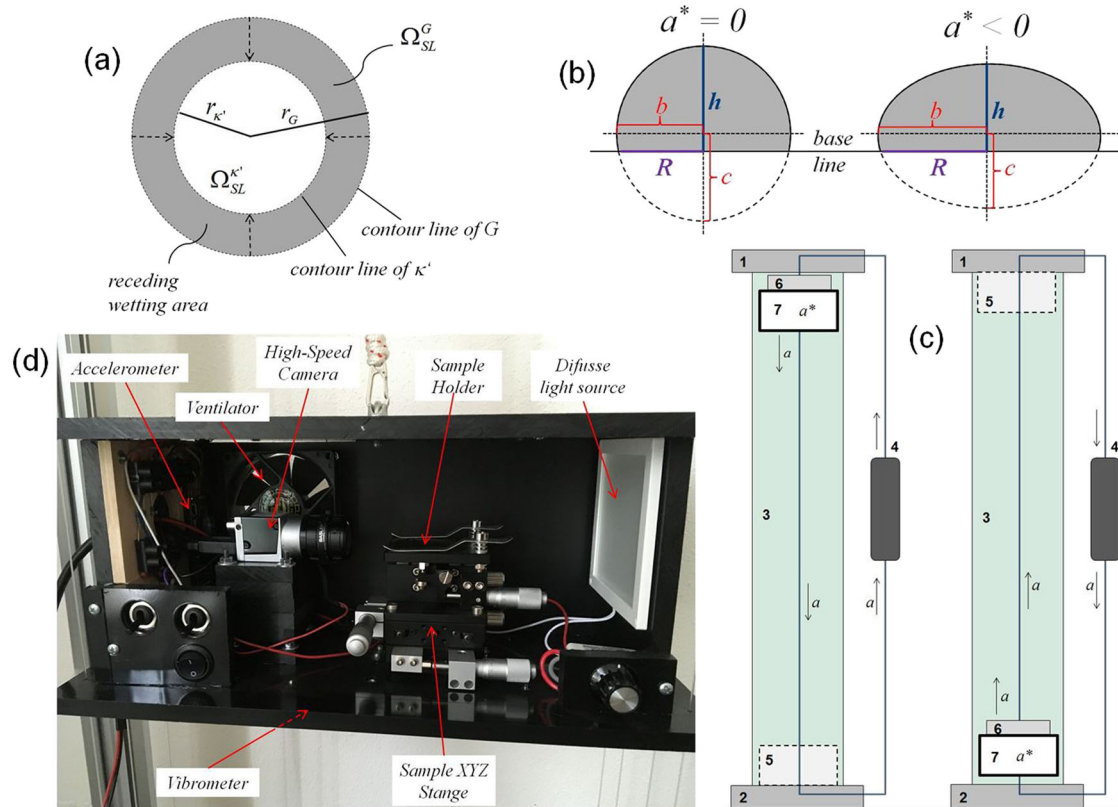 (a)
Ω_SL^G
r_κ'
r_G
Ω_SL^κ'
contour line of G
contour line of κ'
receding
wetting area
(b)
a* = 0
a* < 0
b
h
R
c
base
line
b
h
R
c
(c)
1
6
7 a*
a
3
4
a
a
a
5
2
1
5
3
4
a
a
a
a
6
7 a*
2
(d)
Accelerometer
High-Speed
Camera
Ventilator
Sample
Holder
Difusse
light source
Vibrometer
Sample XYZ
Stange